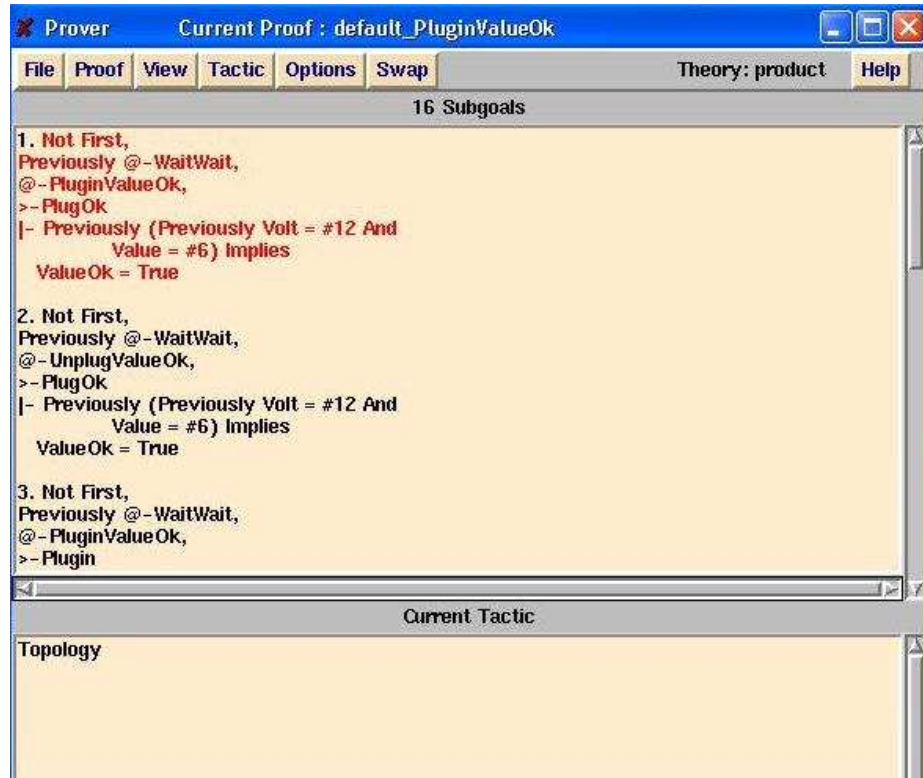 Prover Current Proof : default_PluginValueOk
File Proof View Tactic Options Swap Theory: product Help
16 Subgoals
1. Not First,
Previously @-WaitWait,
@-PluginValueOk,
>-PlugOk
|- Previously (Previously Volt = #12 And
Value = #6) Implies
ValueOk = True
2. Not First,
Previously @-WaitWait,
@-UnplugValueOk,
>-PlugOk
|- Previously (Previously Volt = #12 And
Value = #6) Implies
ValueOk = True
3. Not First,
Previously @-WaitWait,
@-PluginValueOk,
>-Plugin
Current Tactic
Topology